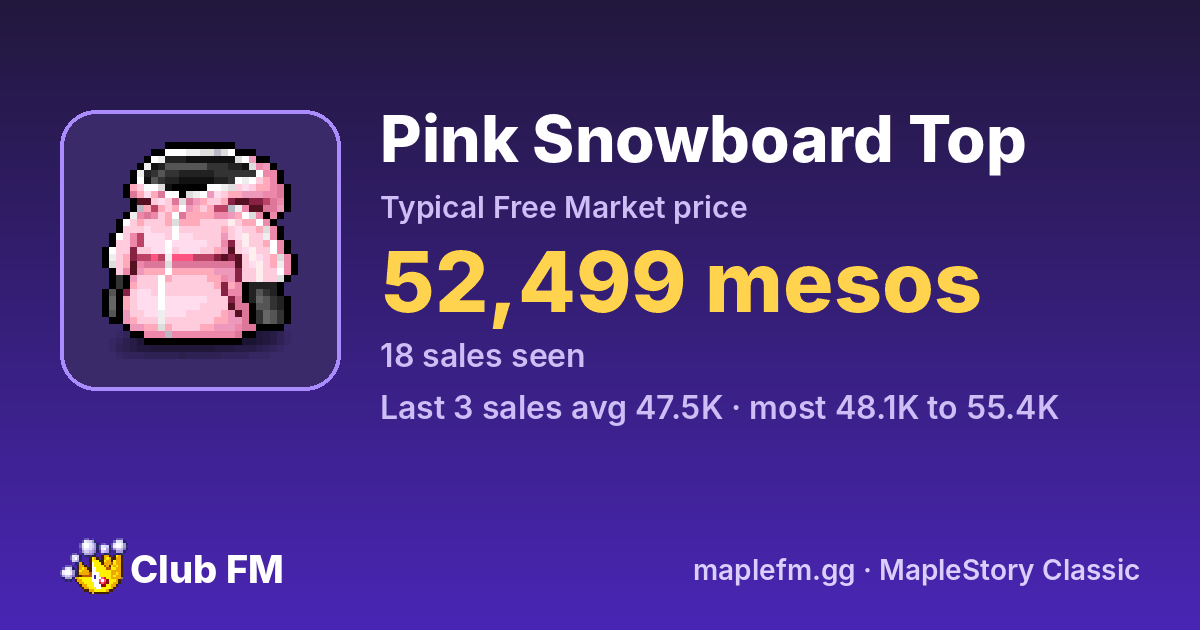 Pink Snowboard Top
Typical Free Market price
52,499 mesos
18 sales seen
Last 3 sales avg 47.5K · most 48.1K to 55.4K
Club FM
maplefm.gg · MapleStory Classic